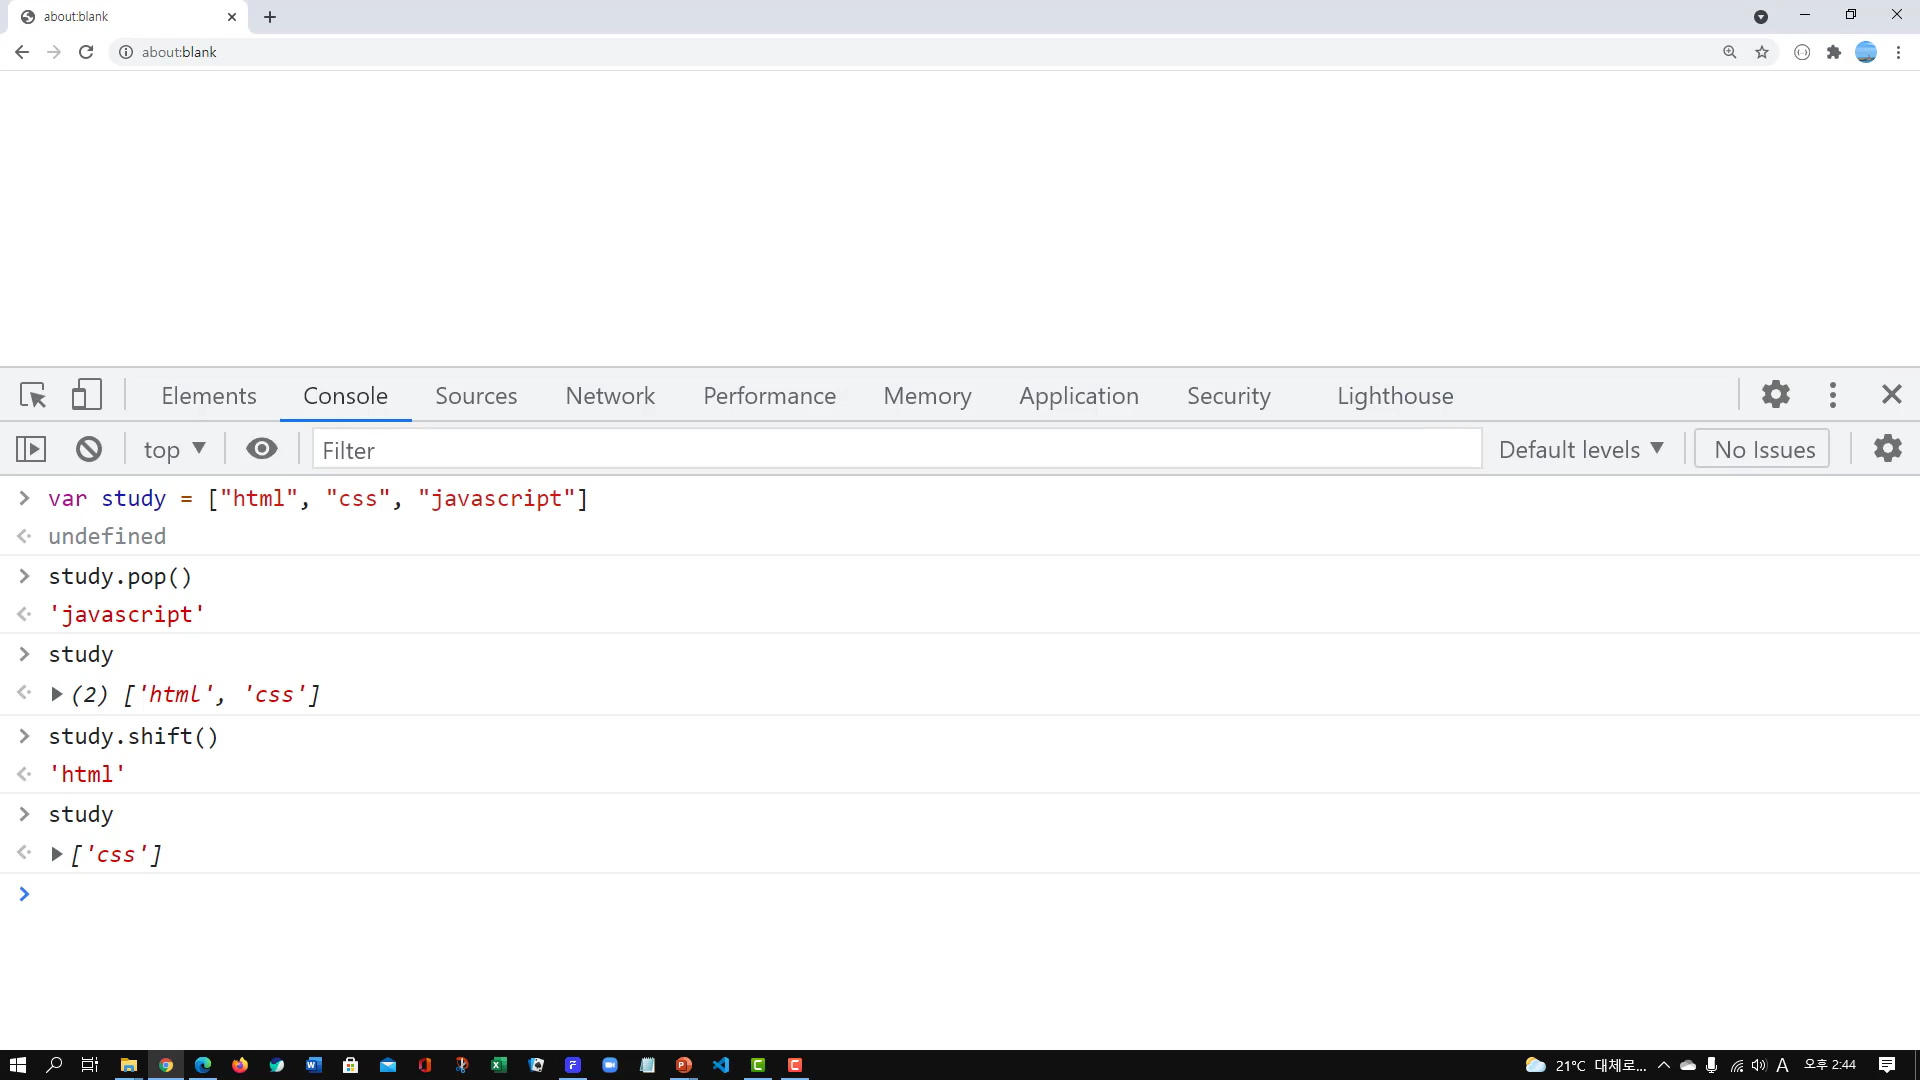 about:blank
about:blank
Elements Console Sources Network Performance Memory Application Security Lighthouse
top Filter Default levels No Issues
var study = ["html", "css", "javascript"]
undefined
study.pop()
'javascript'
study
(2) ['html', 'css']
study.shift()
'html'
study
['css']
21°C 대체로... A 오후 2:44